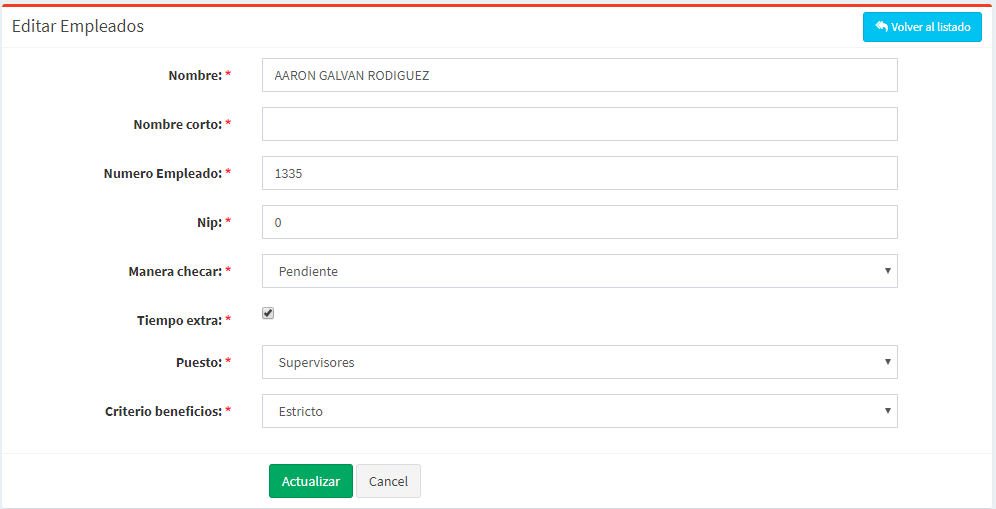 Editar Empleados
Volver al listado
Nombre: * AARON GALVAN RODIGUEZ
Nombre corto: *
Numero Empleado: * 1335
Nip: * 0
Manera checar: * Pendiente
Tiempo extra: *
Puesto: * Supervisores
Criterio beneficios: * Estricto
Actualizar Cancel